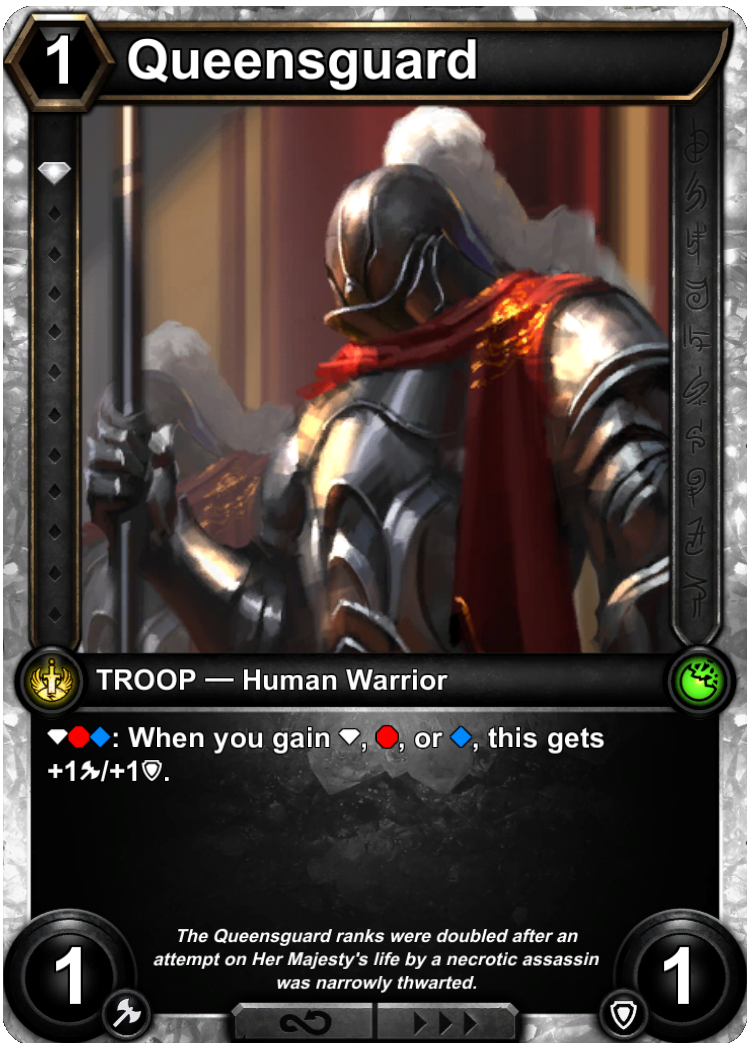 1 Queensguard
TROOP — Human Warrior
: When you gain , , or , this gets
+1/+1.
The Queensguard ranks were doubled after an
attempt on Her Majesty's life by a necrotic assassin
was narrowly thwarted.
1 1